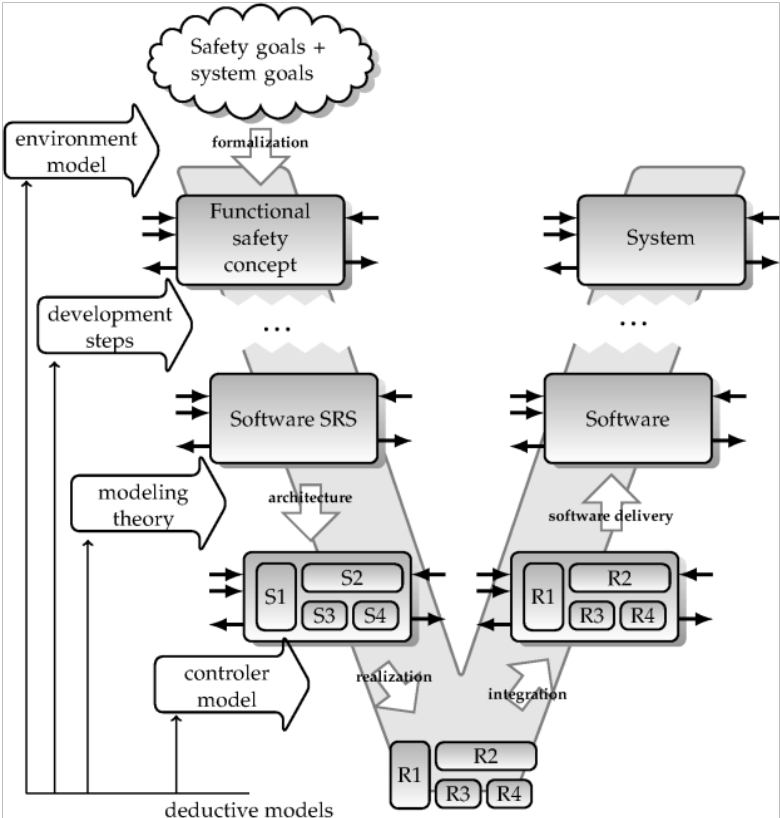 Safety goals +
system goals
environment
model
formalization
Functional
safety
concept
System
development
steps
...
...
Software SRS
Software
modeling
theory
architecture
software delivery
S1
S2
S3
S4
R1
R2
R3
R4
controler
model
realization
integration
R1
R2
R3
R4
deductive models